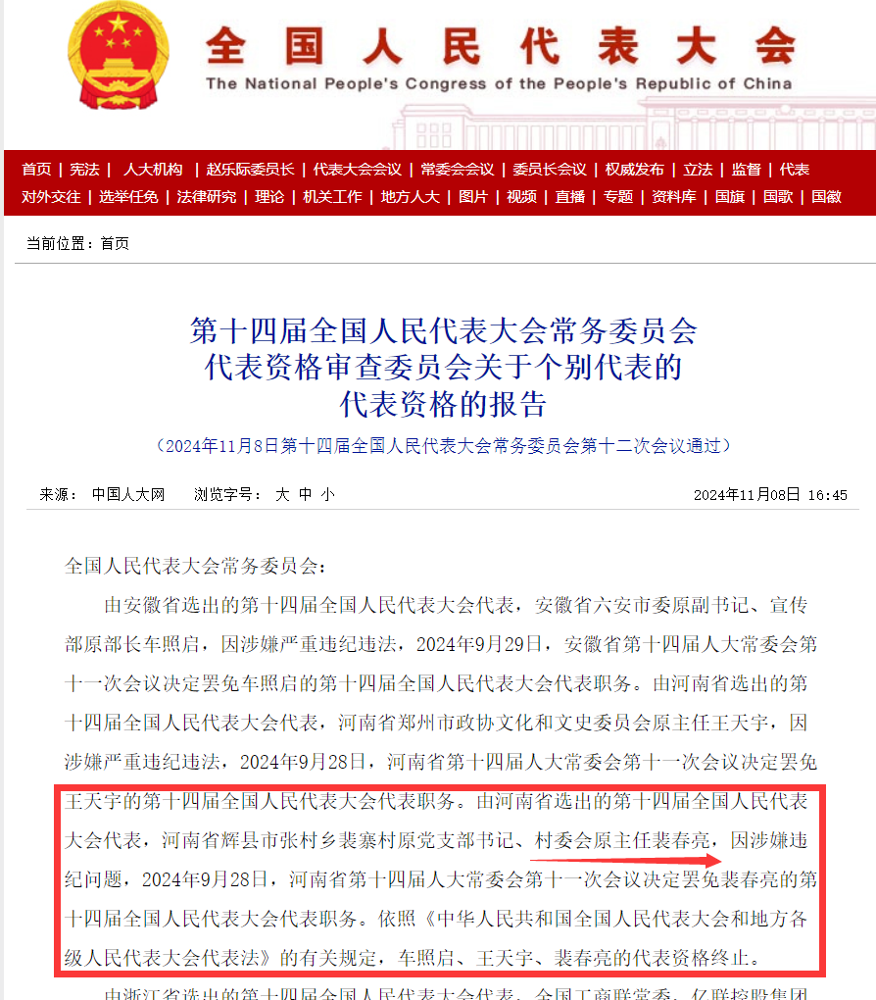 全国人民代表大会
The National People's Congress of the People's Republic of China
首页 | 宪法 | 人大机构 | 赵乐际委员长 | 代表大会会议 | 常委会会议 | 委员长会议 | 权威发布 | 立法 | 监督 | 代表
对外交往 | 选举任免 | 法律研究 | 理论 | 机关工作 | 地方人大 | 图片 | 视频 | 直播 | 专题 | 资料库 | 国旗 | 国歌 | 国徽
当前位置：首页
第十四届全国人民代表大会常务委员会
代表资格审查委员会关于个别代表的
代表资格的报告
（2024年11月8日第十四届全国人民代表大会常务委员会第十二次会议通过）
来源： 中国人大网 浏览字号： 大 中 小 2024年11月08日 16:45
全国人民代表大会常务委员会：
由安徽省选出的第十四届全国人民代表大会代表，安徽省六安市委原副书记、宣传
部原部长车照启，因涉嫌严重违纪违法，2024年9月29日，安徽省第十四届人大常委会第
十一次会议决定罢免车照启的第十四届全国人民代表大会代表职务。由河南省选出的第
十四届全国人民代表大会代表，河南省郑州市政协文化和文史委员会原主任王天宇，因
涉嫌严重违纪违法，2024年9月28日，河南省第十四届人大常委会第十一次会议决定罢免
王天宇的第十四届全国人民代表大会代表职务。由河南省选出的第十四届全国人民代表
大会代表，河南省辉县市张村乡裴寨村原党支部书记、村委会原主任裴春亮，因涉嫌违
纪问题，2024年9月28日，河南省第十四届人大常委会第十一次会议决定罢免裴春亮的第
十四届全国人民代表大会代表职务。依照《中华人民共和国全国人民代表大会和地方各
级人民代表大会代表法》的有关规定，车照启、王天宇、裴春亮的代表资格终止。
由浙江省选出的第十四届全国人民代表大会代表，全国工商联常委，亿联控股集团